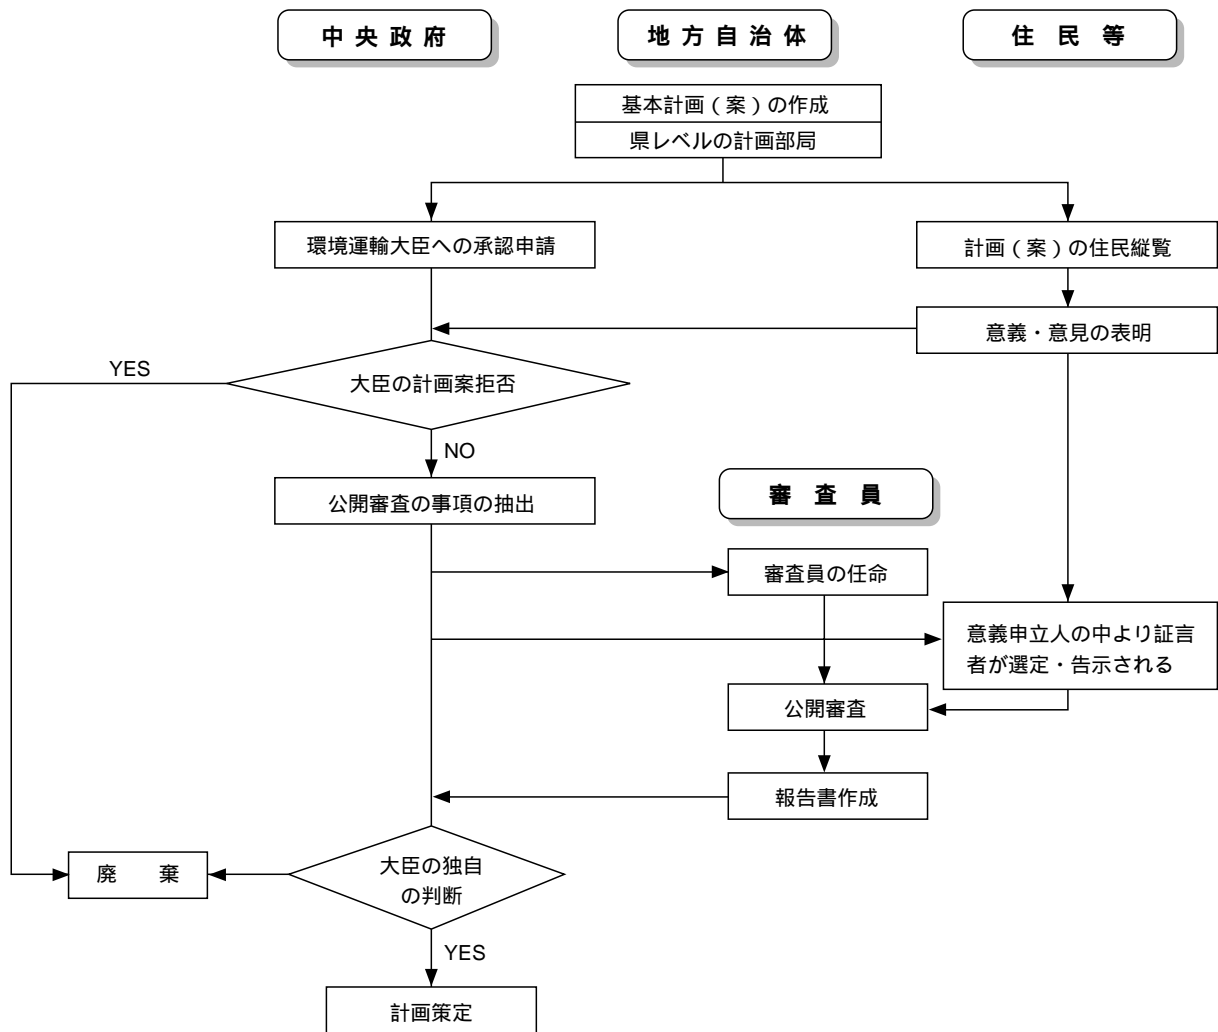 中央政府
地方自治体
住民等
基本計画（案）の作成
県レベルの計画部局
環境運輸大臣への承認申請
計画（案）の住民縦覧
意義・意見の表明
YES
大臣の計画案拒否
NO
公開審査の事項の抽出
審査員
審査員の任命
意義申立人の中より証言
者が選定・告示される
公開審査
報告書作成
廃棄
大臣の独自
の判断
YES
計画策定